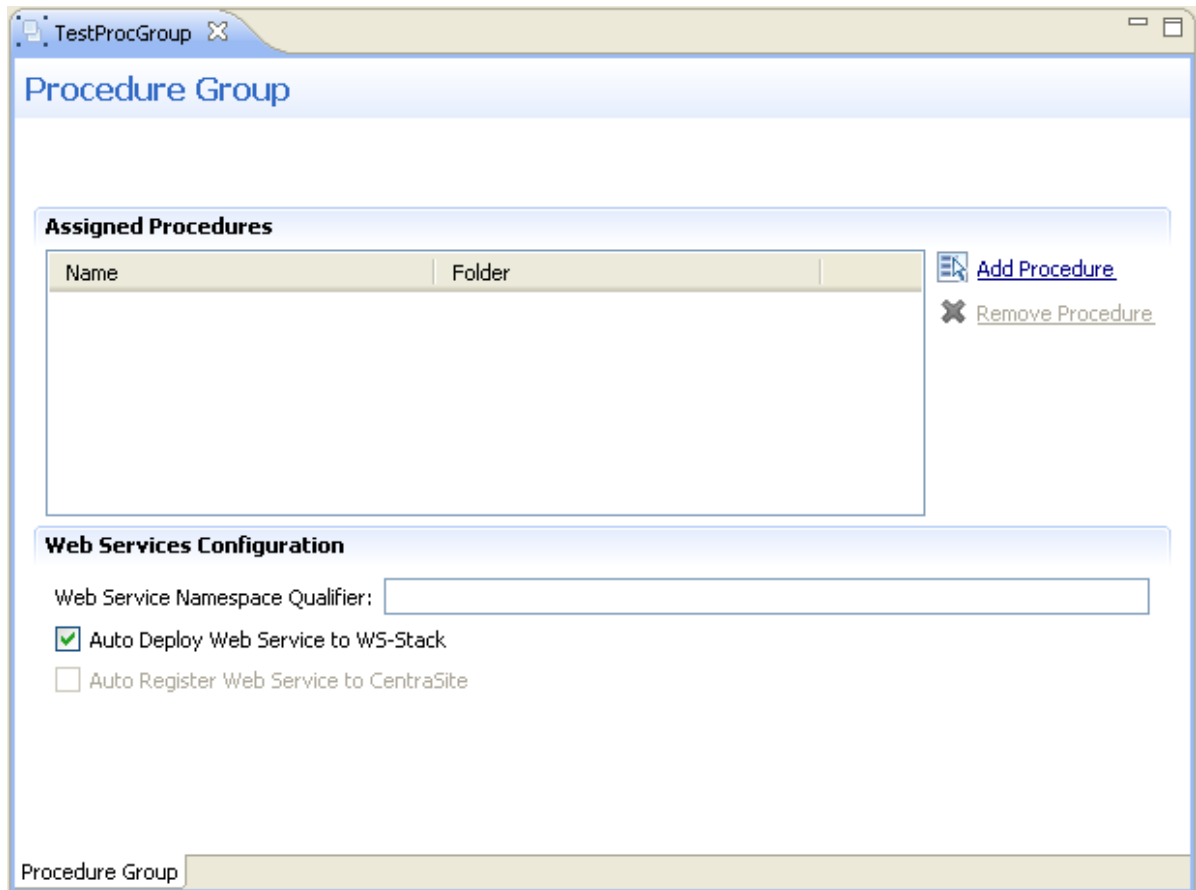 TestProcGroup
Procedure Group
Assigned Procedures
Name Folder
Add Procedure
Remove Procedure
Web Services Configuration
Web Service Namespace Qualifier:
Auto Deploy Web Service to WS-Stack
Auto Register Web Service to CentraSite
Procedure Group